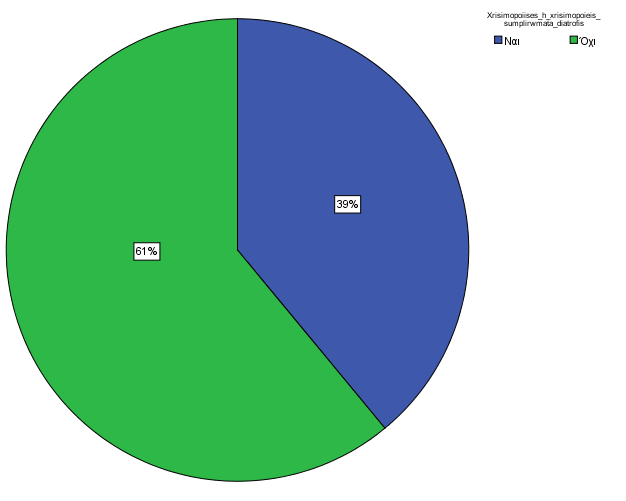 Xrisimopoiises_h_xrisimopoieis_
sumplirwmata_diatrofis
Ναι Όχι
39%
61%